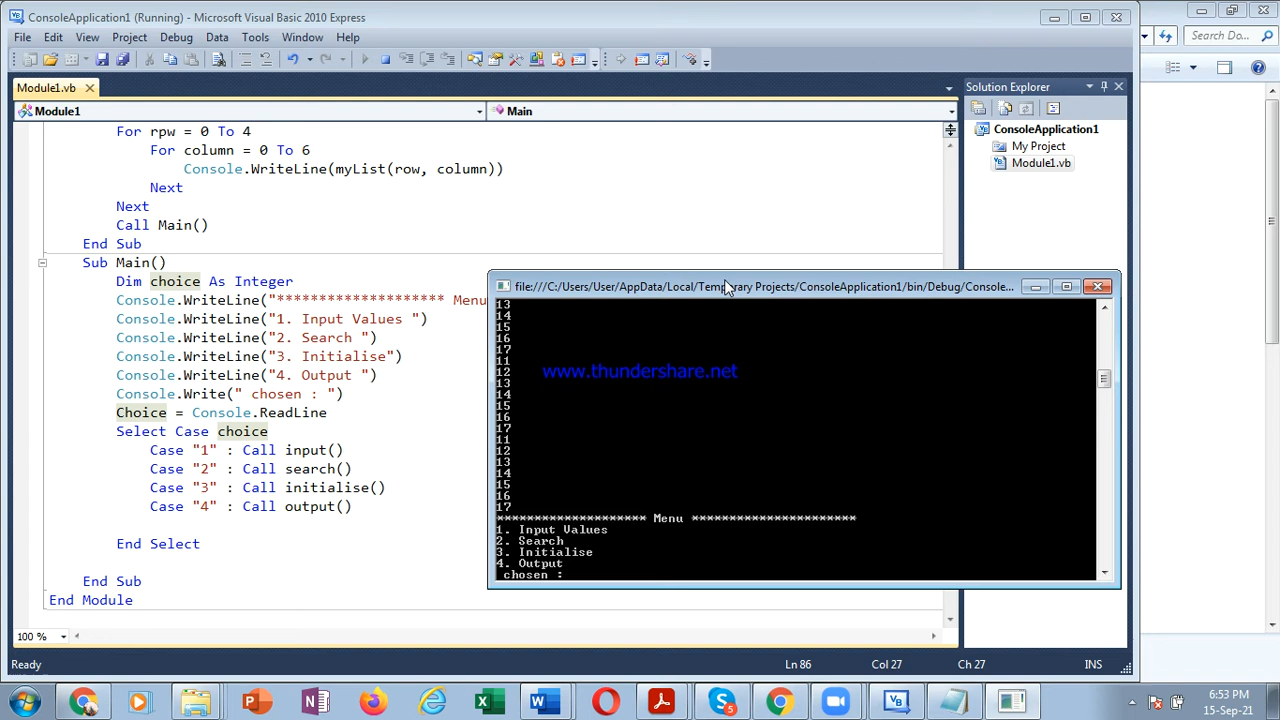 ConsoleApplication1 (Running) - Microsoft Visual Basic 2010 Express
File Edit View Project Debug Data Tools Window Help
Search Do...
Module1.vb
Solution Explorer
Module1
Main
ConsoleApplication1
My Project
Module1.vb
For rpw = 0 To 4
For column = 0 To 6
Console.WriteLine(myList(row, column))
Next
Next
Call Main()
End Sub
Sub Main()
Dim choice As Integer
Console.WriteLine("******************** Menu
Console.WriteLine("1. Input Values ")
Console.WriteLine("2. Search ")
Console.WriteLine("3. Initialise")
Console.WriteLine("4. Output ")
Console.Write(" chosen : ")
Choice = Console.ReadLine
Select Case choice
Case "1" : Call input()
Case "2" : Call search()
Case "3" : Call initialise()
Case "4" : Call output()
End Select
End Sub
End Module
file:///C:/Users/User/AppData/Local/Temporary Projects/ConsoleApplication1/bin/Debug/Console...
13
14
15
16
17
11
12
13
14
15
16
17
11
12
13
14
15
16
17
www.thundershare.net
******************** Menu **********************
1. Input Values
2. Search
3. Initialise
4. Output
chosen :
100 %
Ready
Ln 86
Col 27
Ch 27
INS
6:53 PM
15-Sep-21